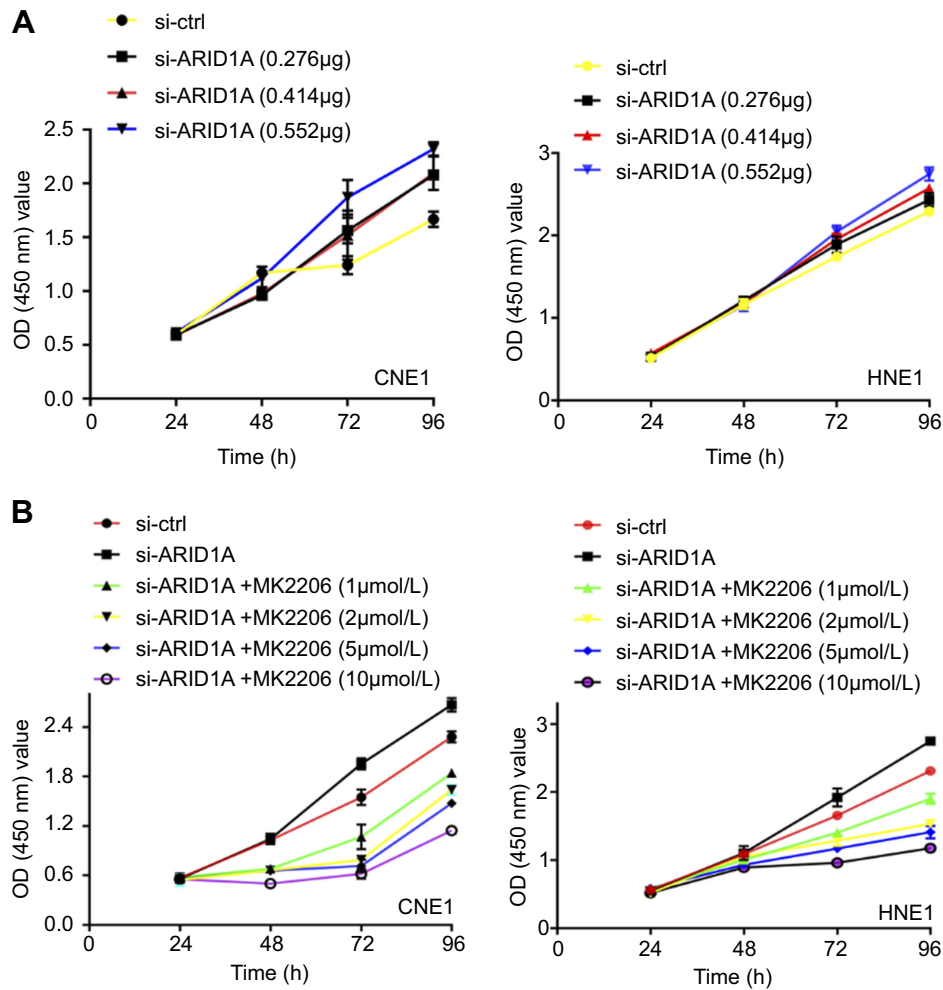 A
si-ctrl
si-ARID1A (0.276µg)
si-ARID1A (0.414µg)
si-ARID1A (0.552µg)
2.5
2.0
1.5
1.0
0.5
0.0
OD (450 nm) value
CNE1
0 24 48 72 96
Time (h)
si-ctrl
si-ARID1A (0.276µg)
si-ARID1A (0.414µg)
si-ARID1A (0.552µg)
3
2
1
0
OD (450 nm) value
HNE1
0 24 48 72 96
Time (h)
B
si-ctrl
si-ARID1A
si-ARID1A +MK2206 (1µmol/L)
si-ARID1A +MK2206 (2µmol/L)
si-ARID1A +MK2206 (5µmol/L)
si-ARID1A +MK2206 (10µmol/L)
2.4
1.8
1.2
0.6
0.0
OD (450 nm) value
CNE1
0 24 48 72 96
Time (h)
si-ctrl
si-ARID1A
si-ARID1A +MK2206 (1µmol/L)
si-ARID1A +MK2206 (2µmol/L)
si-ARID1A +MK2206 (5µmol/L)
si-ARID1A +MK2206 (10µmol/L)
3
2
1
0
OD (450 nm) value
HNE1
0 24 48 72 96
Time (h)